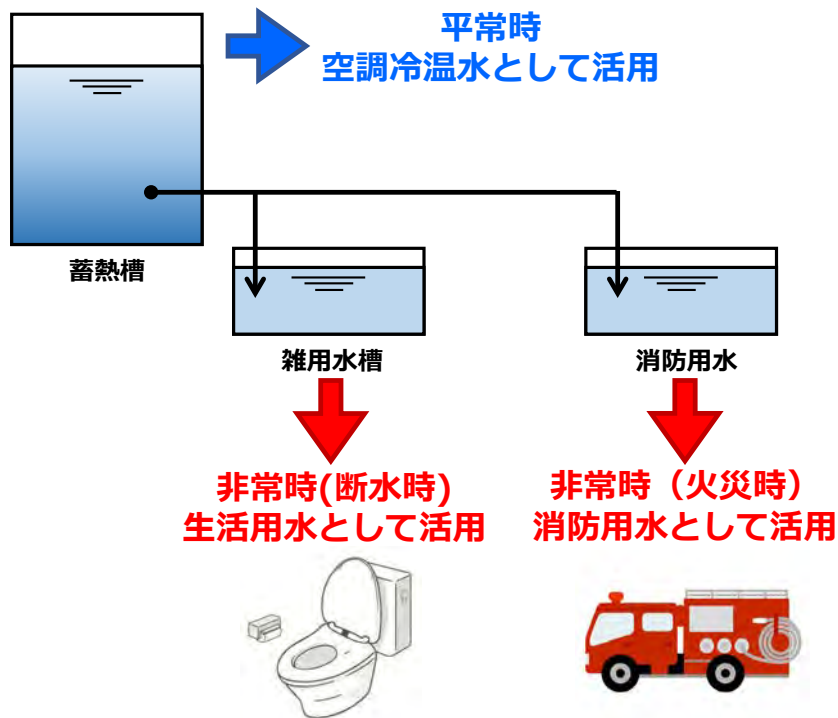 平常時
空調冷温水として活用
蓄熱槽
雑用水槽
消防用水
非常時(断水時)
生活用水として活用
非常時（火災時）
消防用水として活用